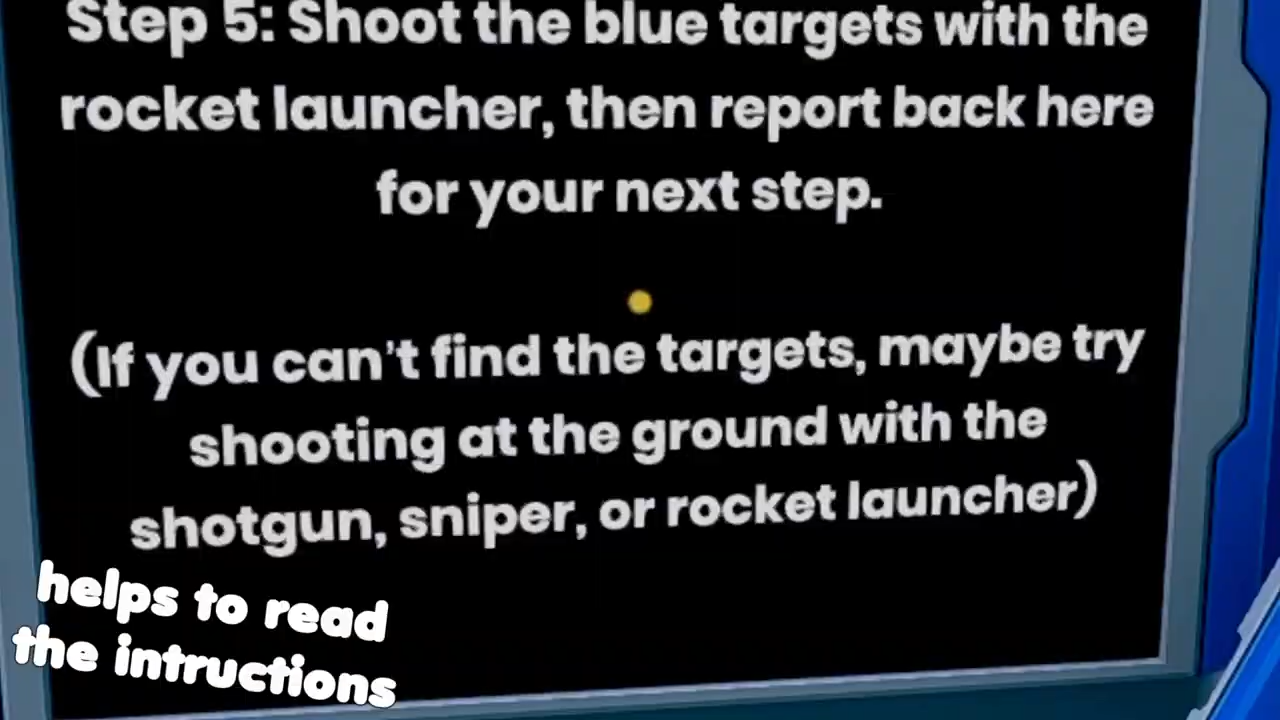 Step 5: Shoot the blue targets with the
rocket launcher, then report back here
for your next step.
(If you can't find the targets, maybe try
shooting at the ground with the
shotgun, sniper, or rocket launcher)
helps to read
the intructions